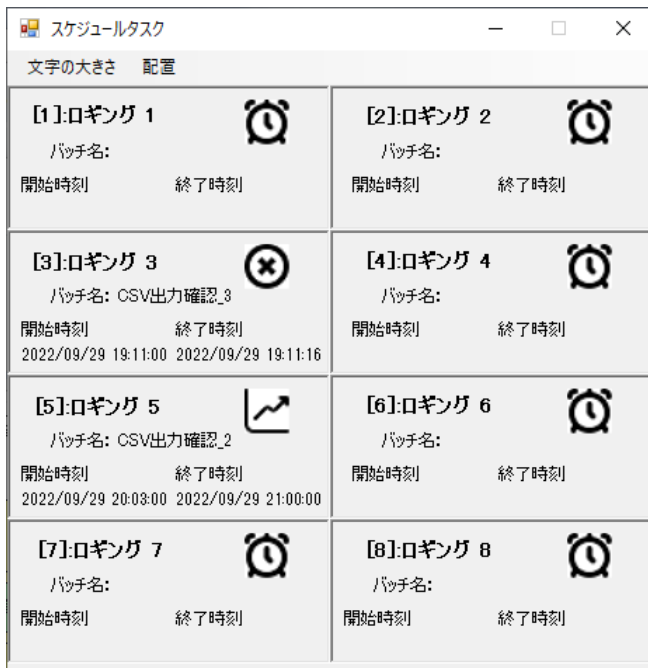 スケジュールタスク
文字の大きさ 配置
[1]:ロギング 1
バッチ名:
開始時刻 終了時刻
[2]:ロギング 2
バッチ名:
開始時刻 終了時刻
[3]:ロギング 3
バッチ名: CSV出力確認_3
開始時刻 終了時刻
2022/09/29 19:11:00 2022/09/29 19:11:16
[4]:ロギング 4
バッチ名:
開始時刻 終了時刻
[5]:ロギング 5
バッチ名: CSV出力確認_2
開始時刻 終了時刻
2022/09/29 20:03:00 2022/09/29 21:00:00
[6]:ロギング 6
バッチ名:
開始時刻 終了時刻
[7]:ロギング 7
バッチ名:
開始時刻 終了時刻
[8]:ロギング 8
バッチ名:
開始時刻 終了時刻